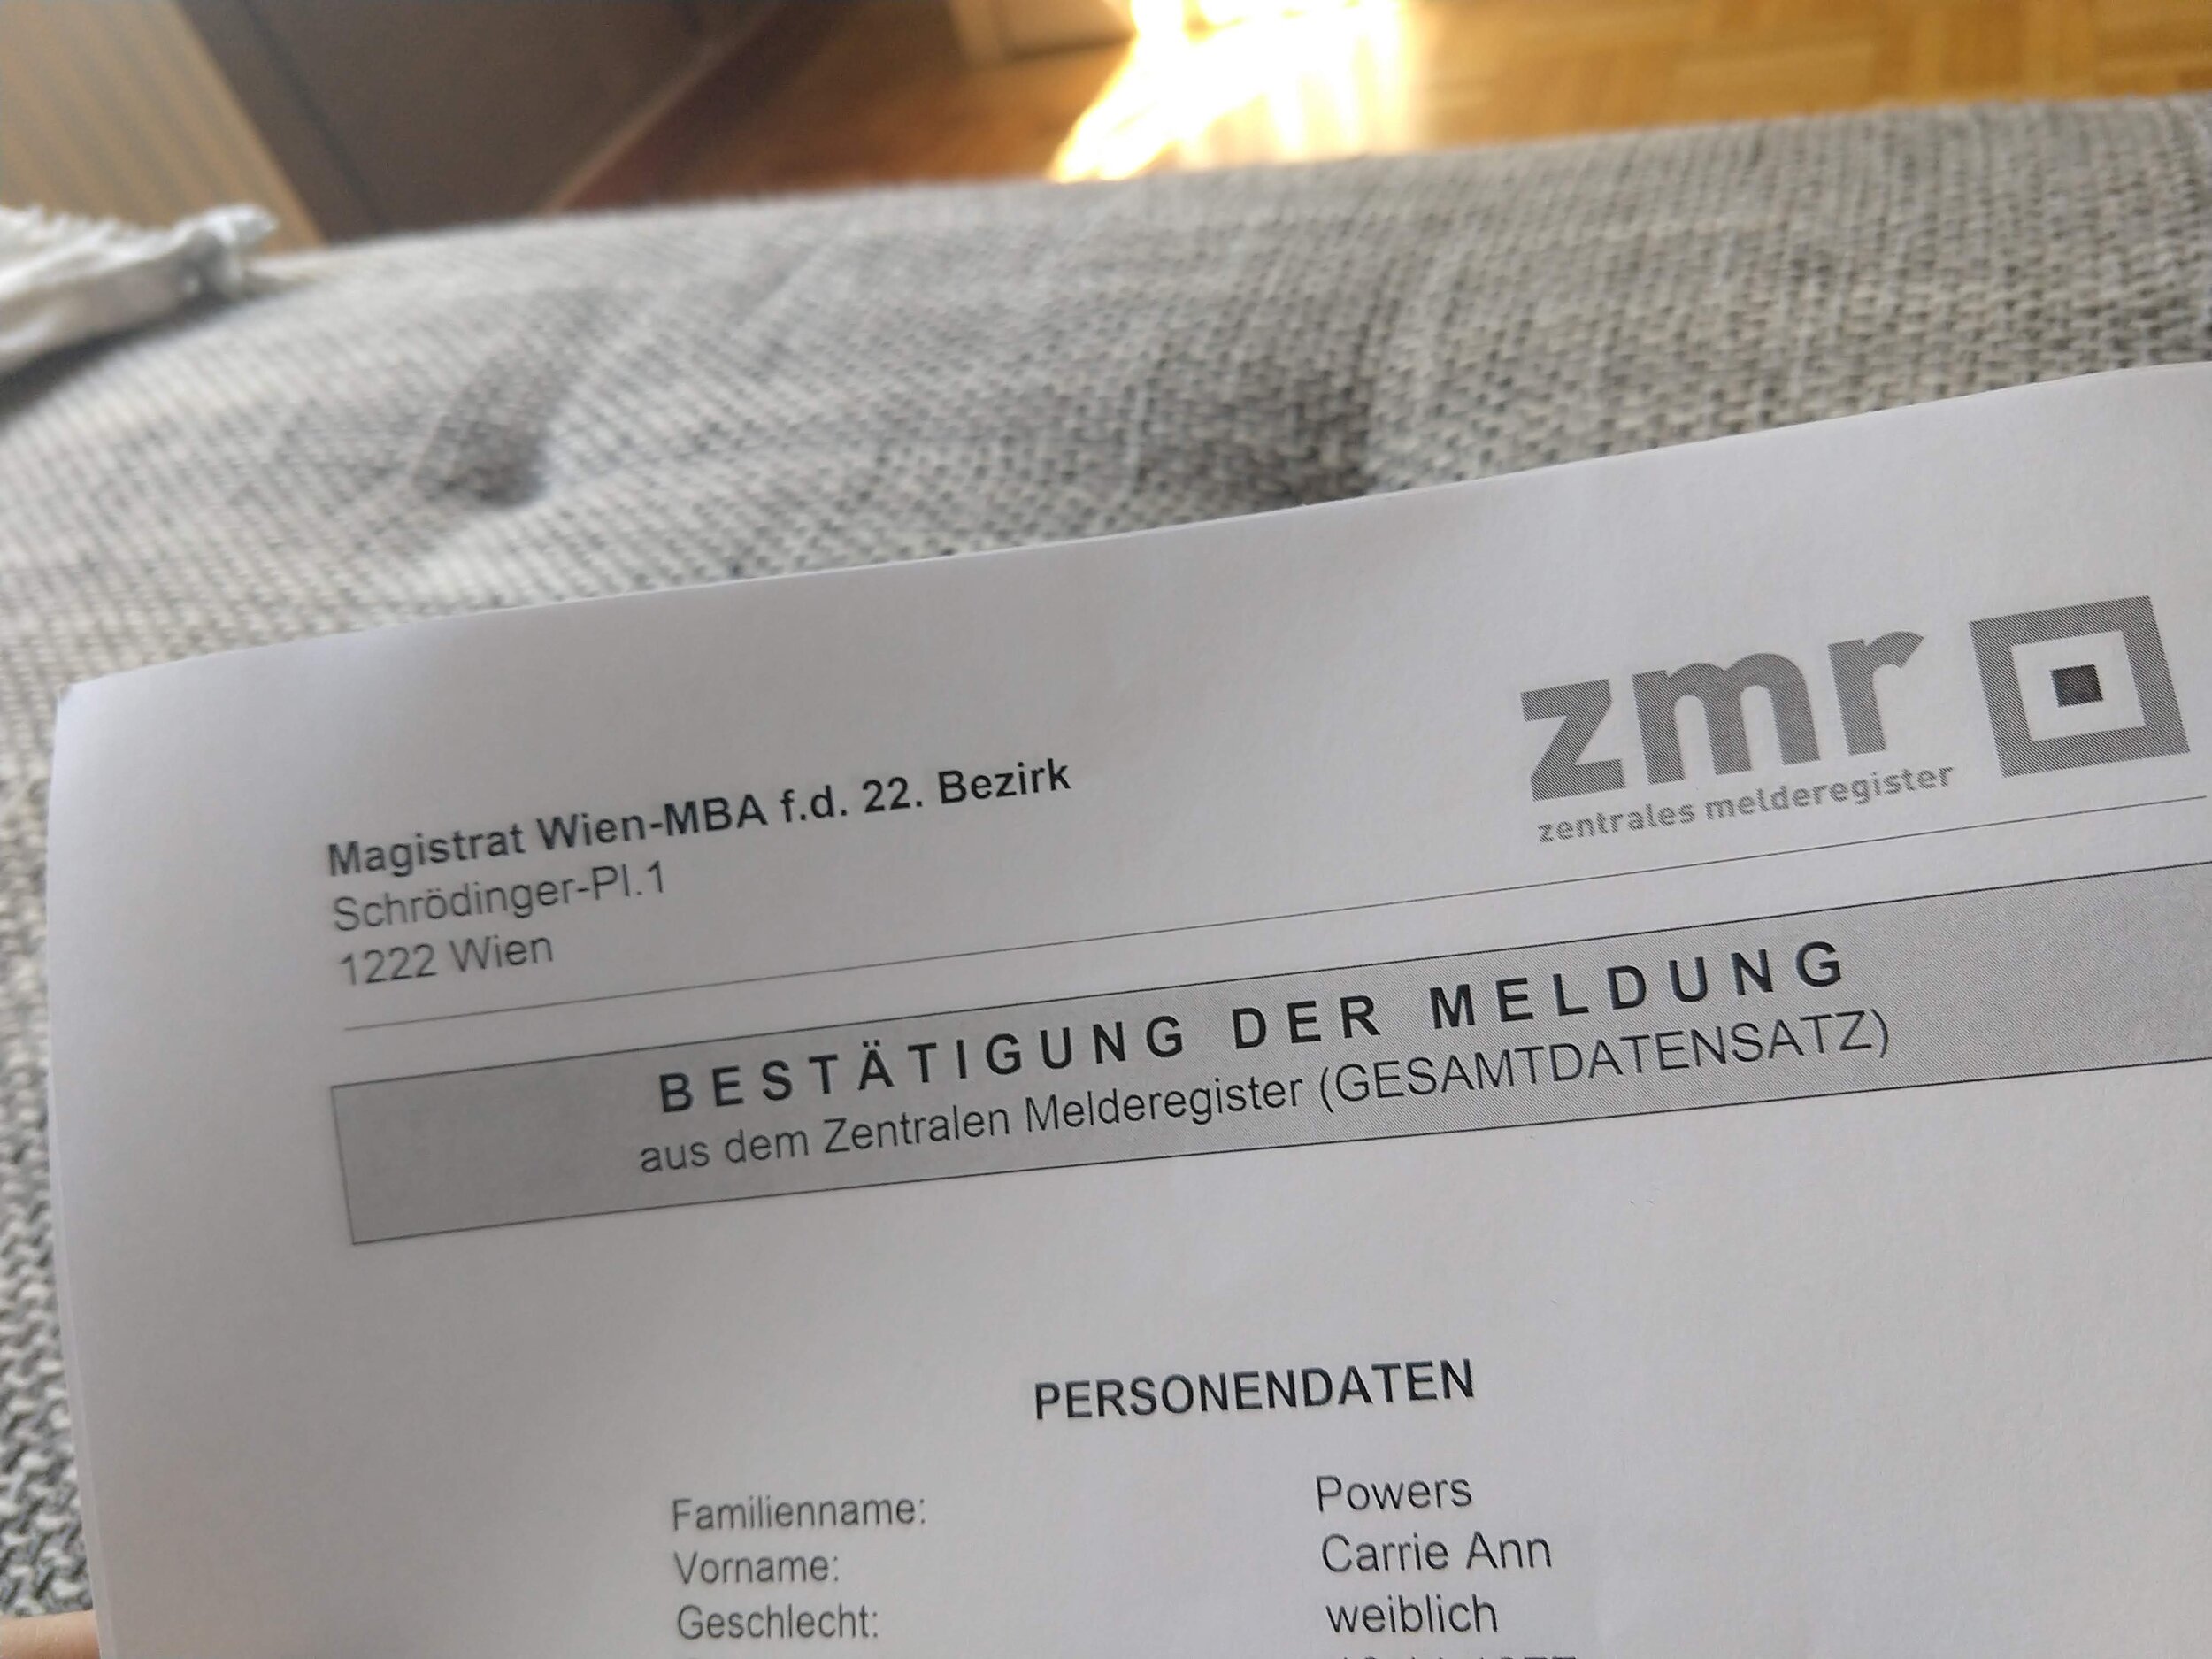 zmr
zentrales melderegister
Magistrat Wien-MBA f.d. 22. Bezirk
Schrödinger-Pl.1
1222 Wien
BESTÄTIGUNG DER MELDUNG
aus dem Zentralen Melderegister (GESAMTDATENSATZ)
PERSONENDATEN
Familienname: Powers
Vorname: Carrie Ann
Geschlecht: weiblich